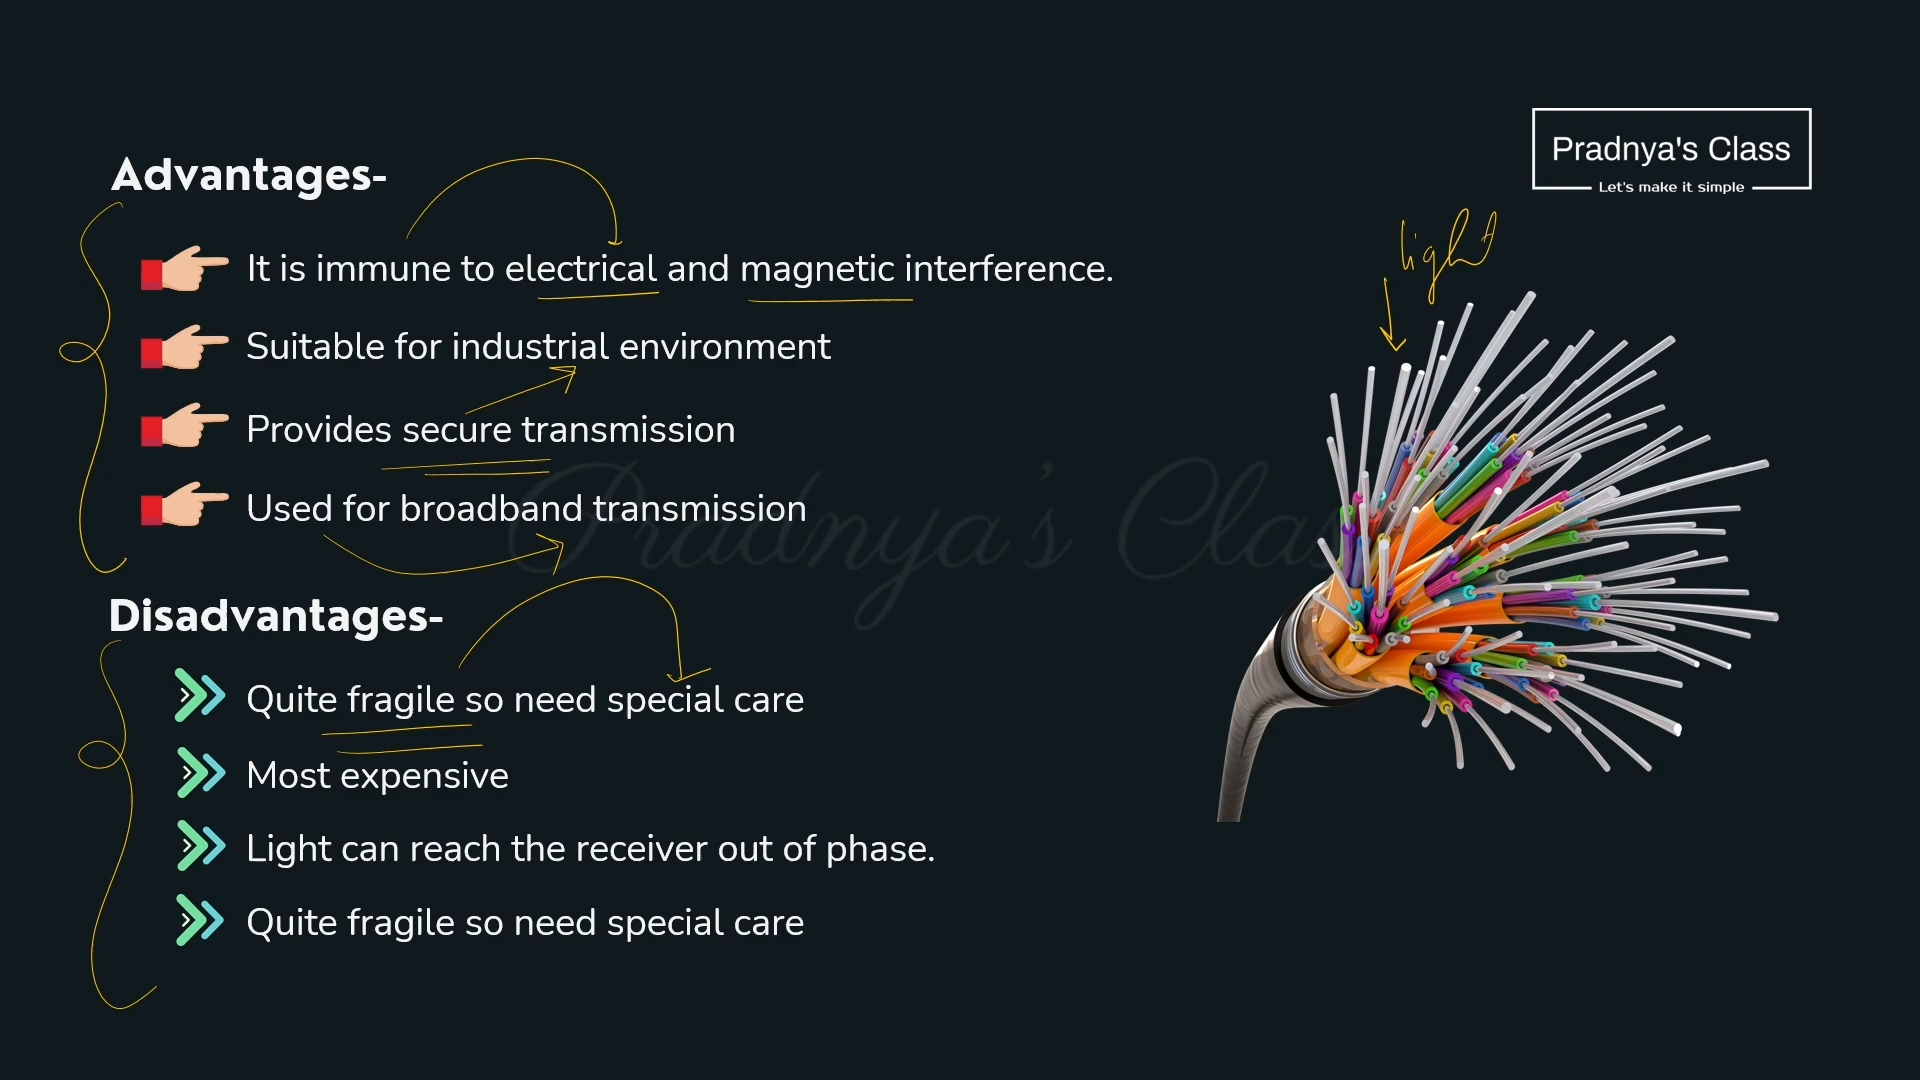 Pradnya's Class
Let's make it simple
Advantages-
light
It is immune to electrical and magnetic interference.
Suitable for industrial environment
Provides secure transmission
Used for broadband transmission
Pradnya's Clas
Disadvantages-
Quite fragile so need special care
Most expensive
Light can reach the receiver out of phase.
Quite fragile so need special care